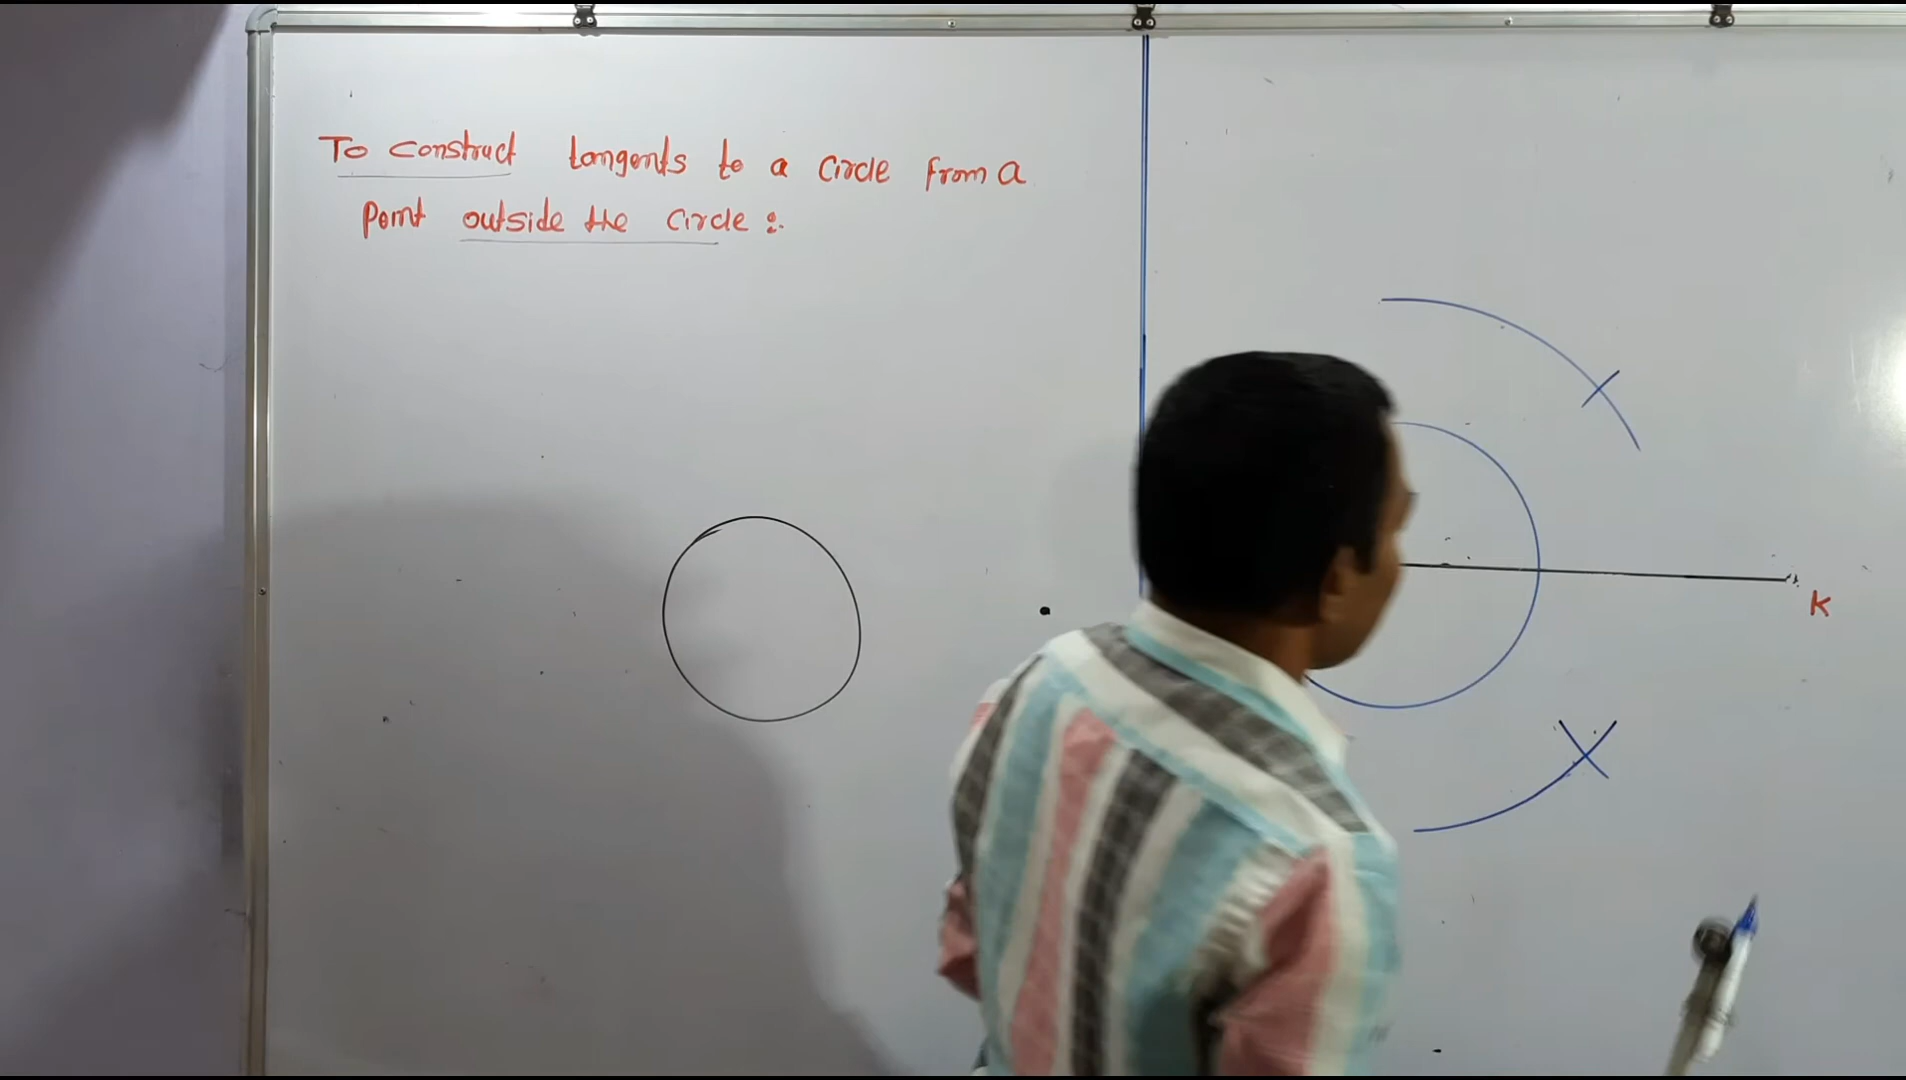 To construct tangents to a circle from a
point outside the circle :-
K